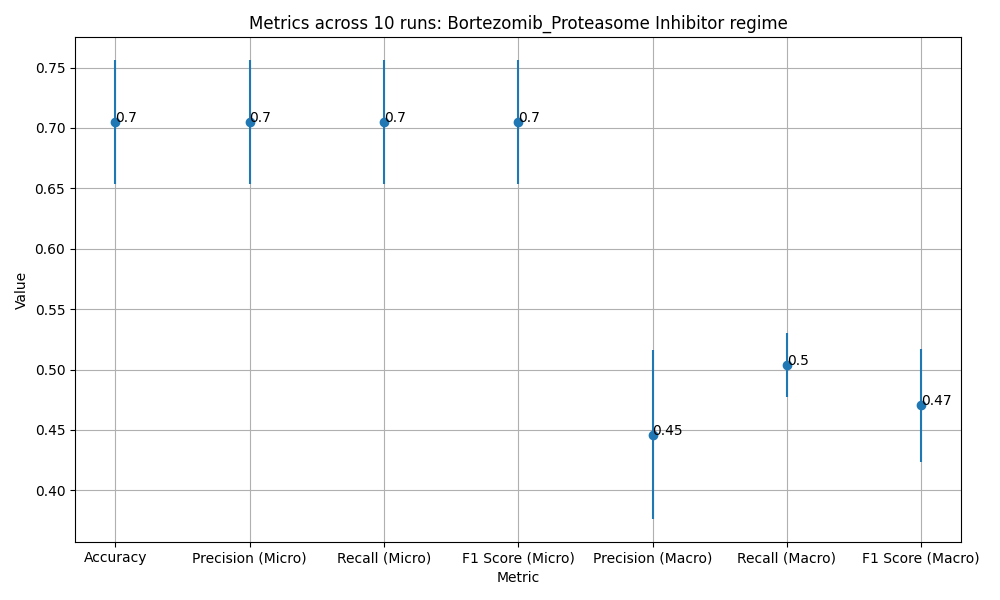 Metrics across 10 runs: Bortezomib_Proteasome Inhibitor regime
Value
0.75
0.70
0.65
0.60
0.55
0.50
0.45
0.40
0.7
0.7
0.7
0.7
0.45
0.5
0.47
Accuracy
Precision (Micro)
Recall (Micro)
F1 Score (Micro)
Precision (Macro)
Recall (Macro)
F1 Score (Macro)
Metric